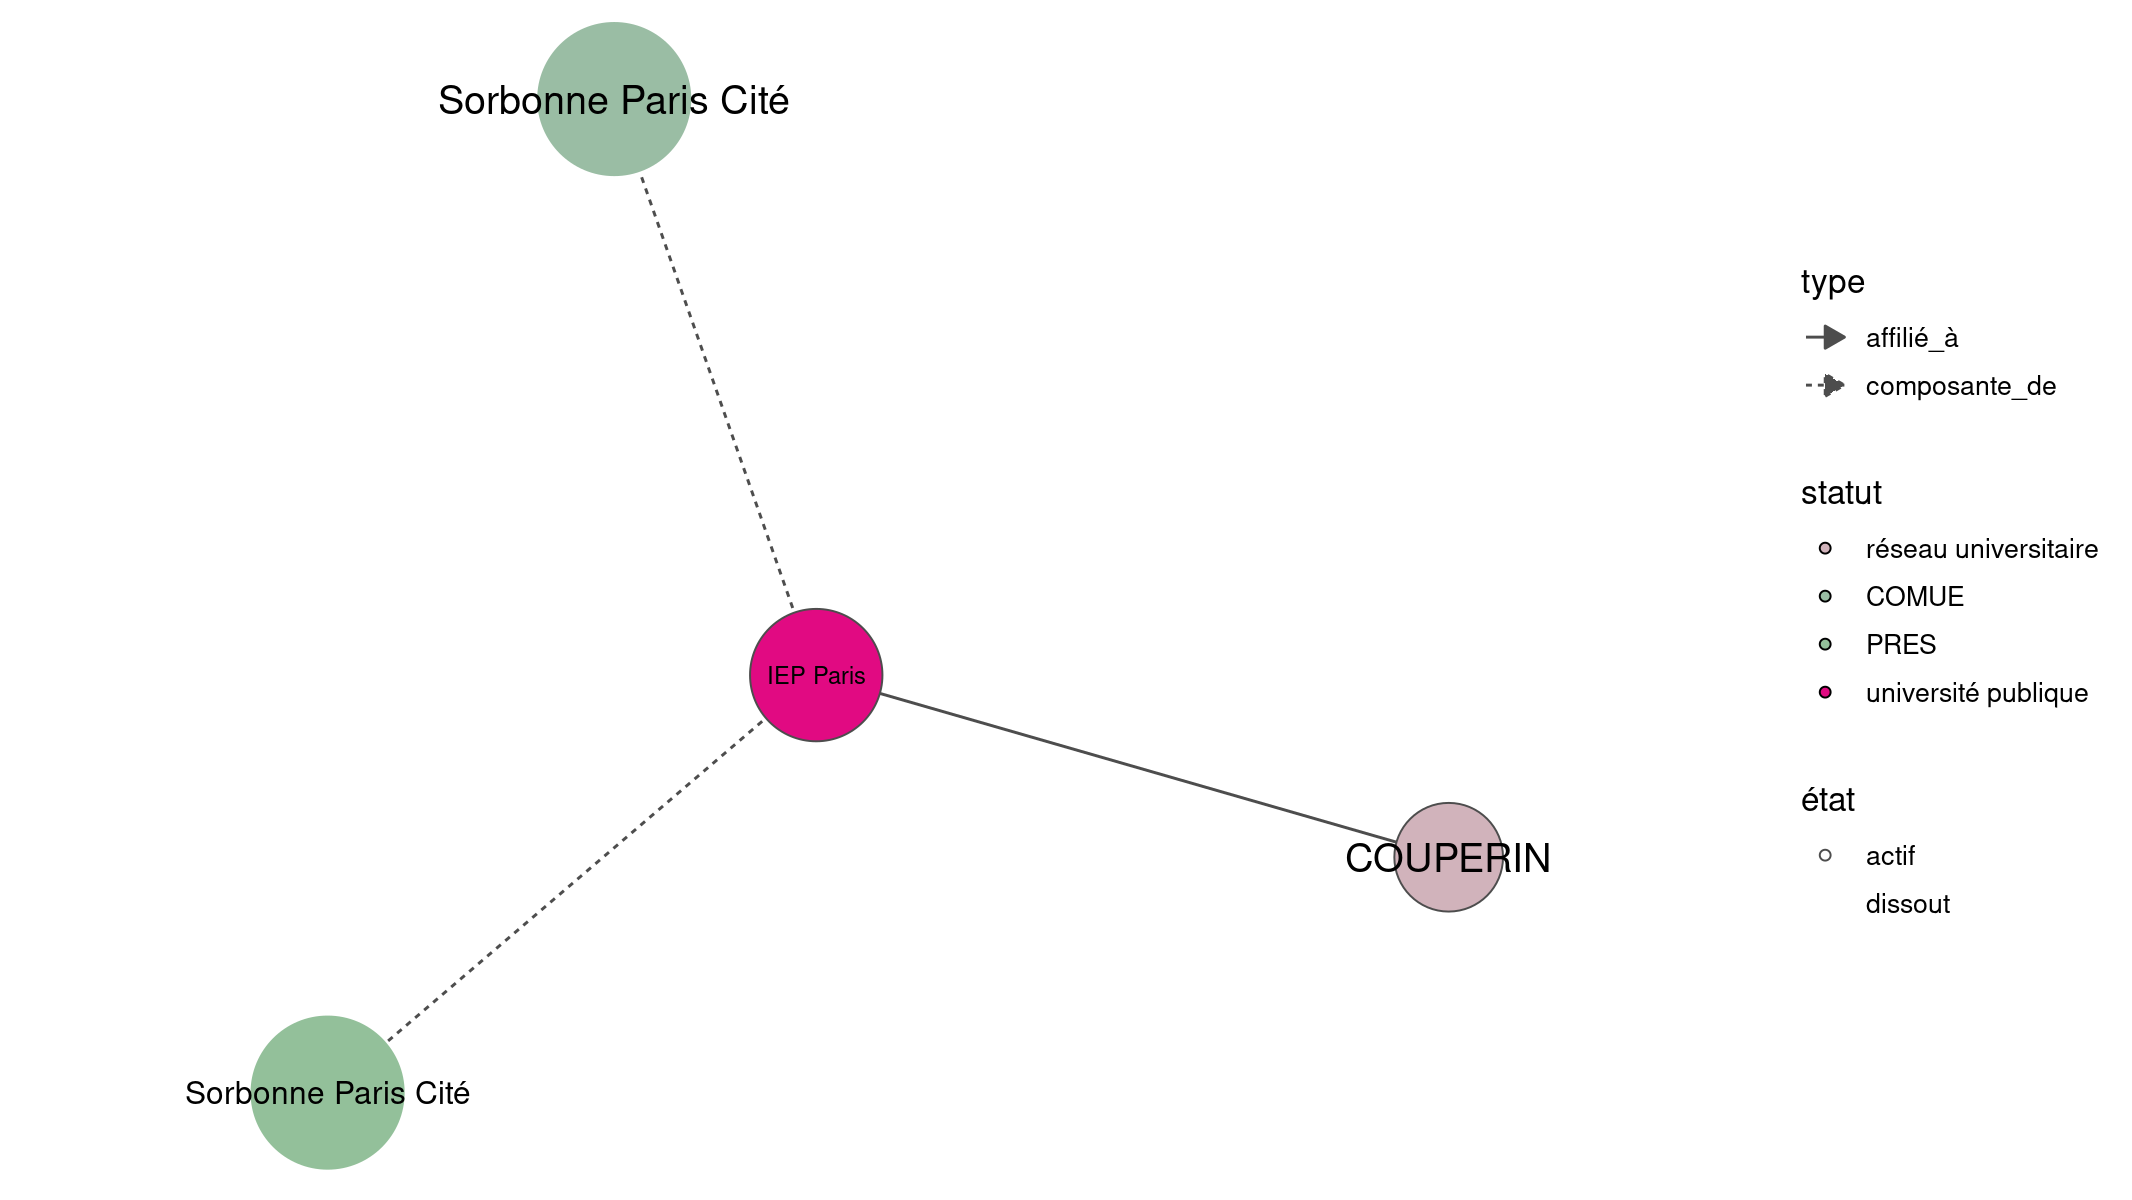 Sorbonne Paris Cité
IEP Paris
COUPERIN
Sorbonne Paris Cité
type
affilié_à
composante_de
statut
réseau universitaire
COMUE
PRES
université publique
état
actif
dissout